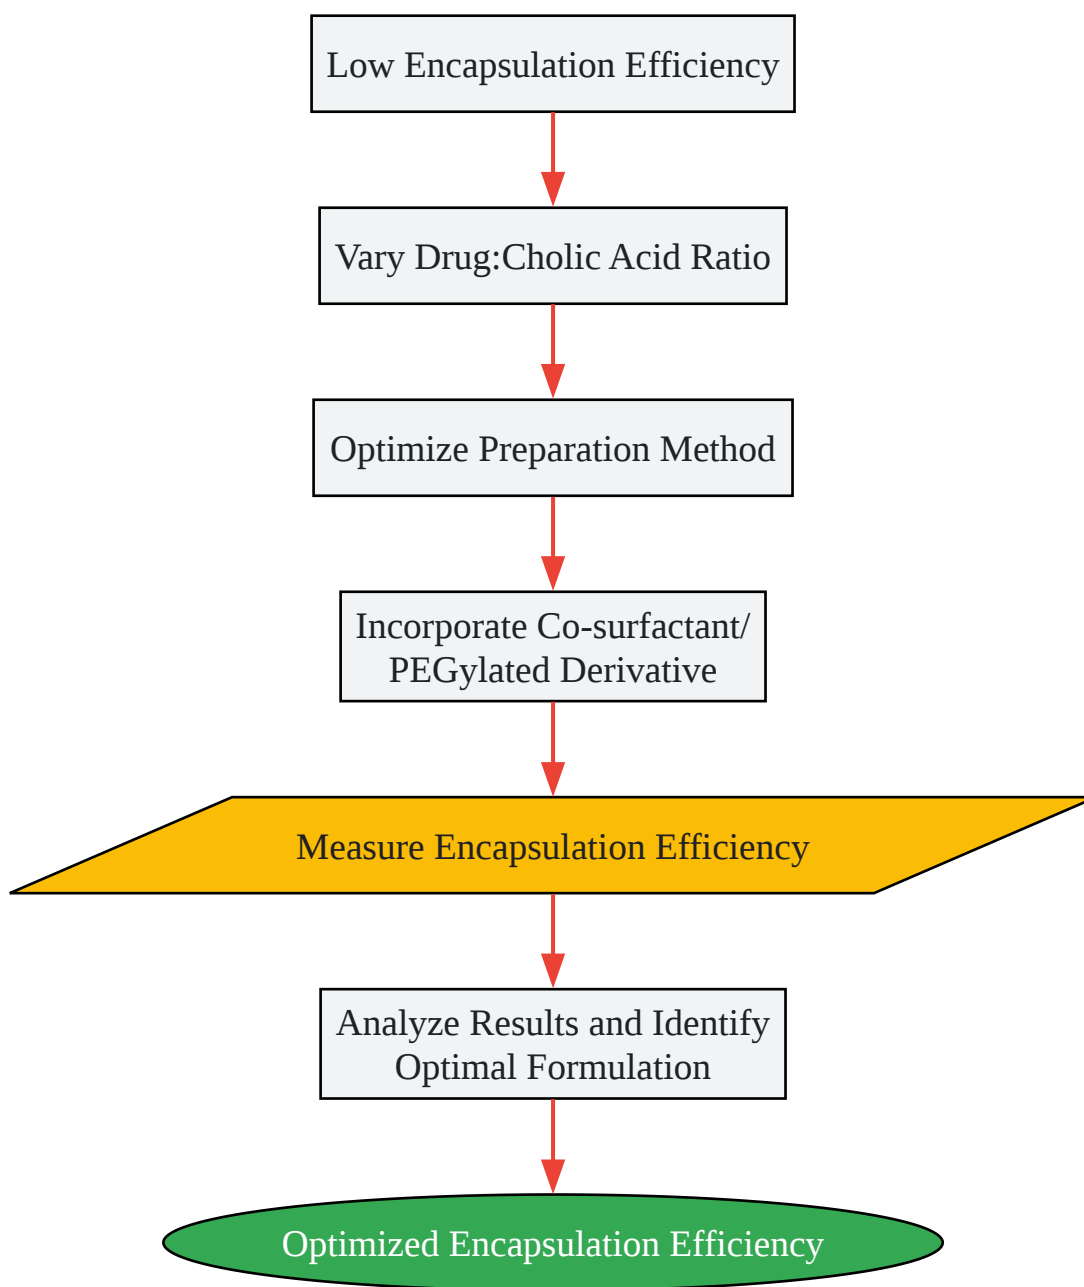 Low Encapsulation Efficiency
Vary Drug:Cholic Acid Ratio
Optimize Preparation Method
Incorporate Co-surfactant/
PEGylated Derivative
Measure Encapsulation Efficiency
Analyze Results and Identify
Optimal Formulation
Optimized Encapsulation Efficiency